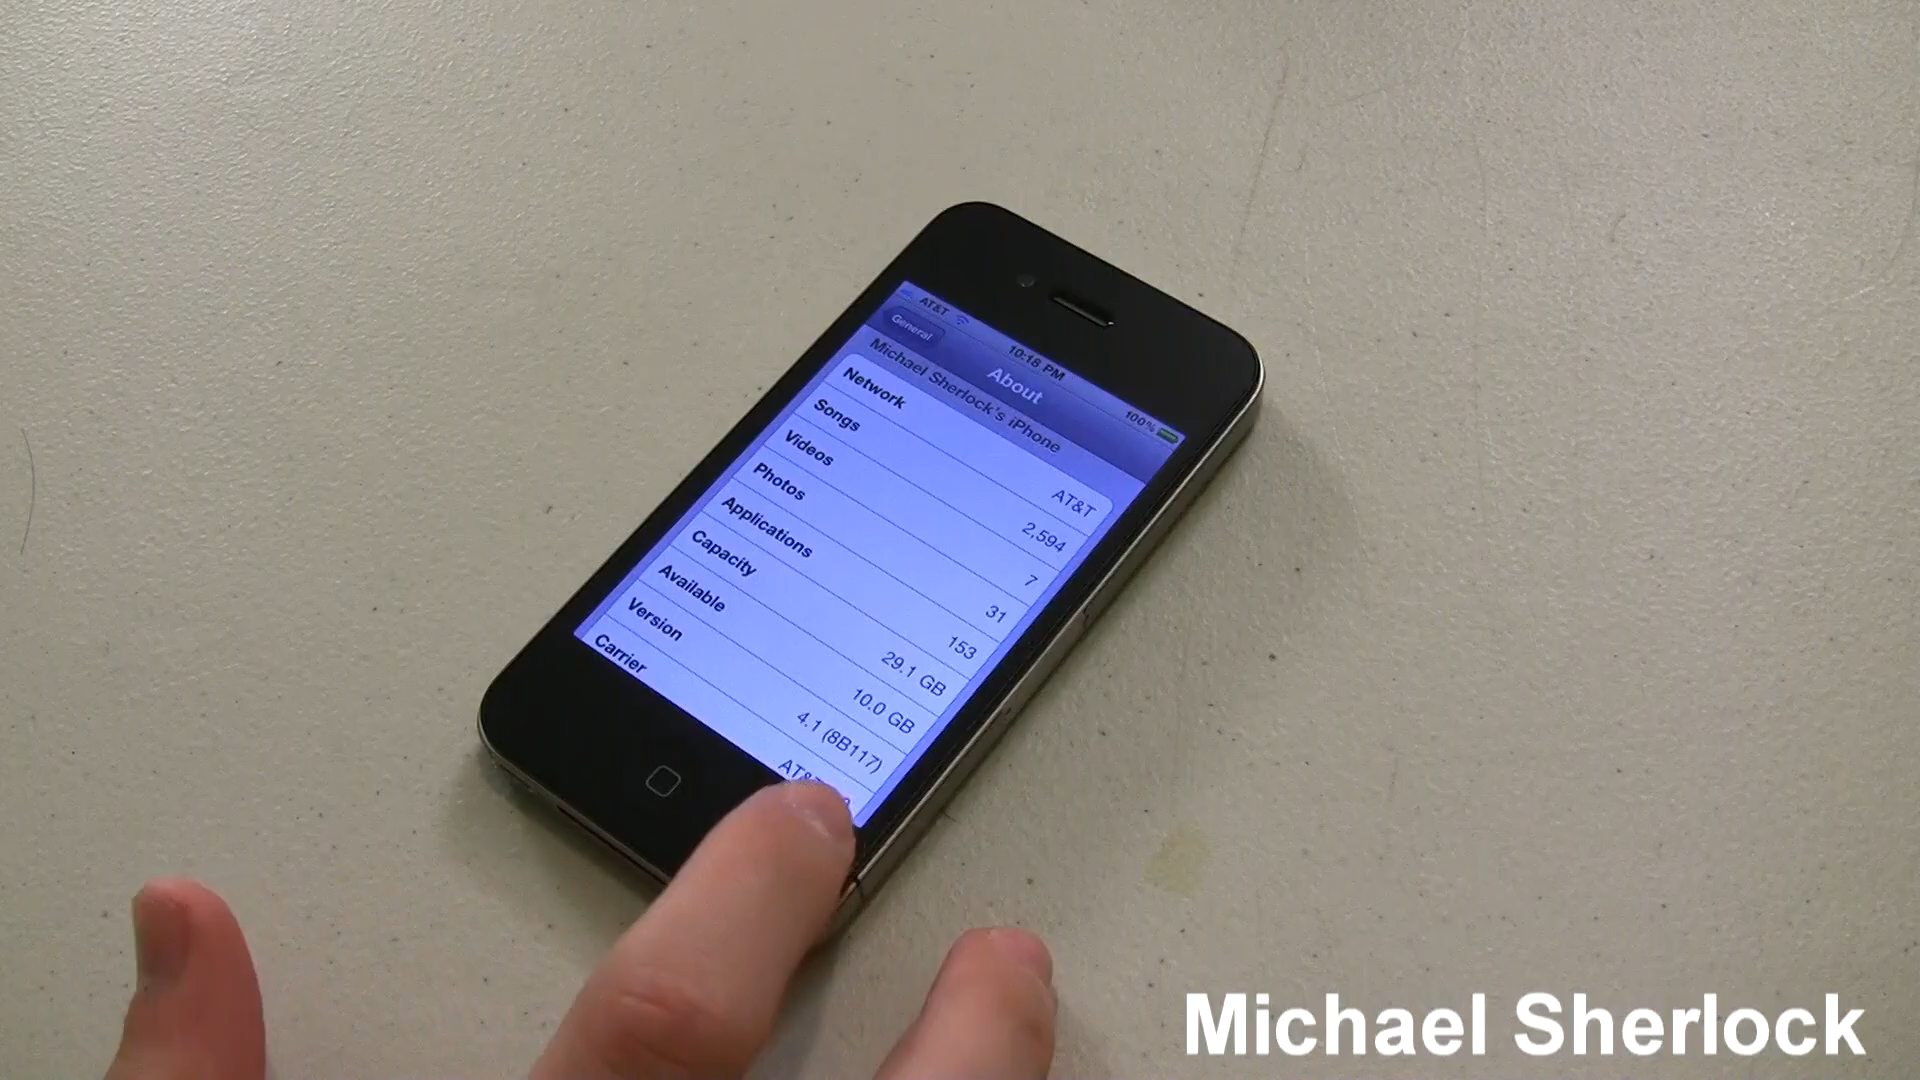 AT&T 10:18 PM 100%
General About
Michael Sherlock's iPhone
Network AT&T
Songs 2,594
Videos 7
Photos 31
Applications 153
Capacity 29.1 GB
Available 10.0 GB
Version 4.1 (8B117)
Carrier
Michael Sherlock